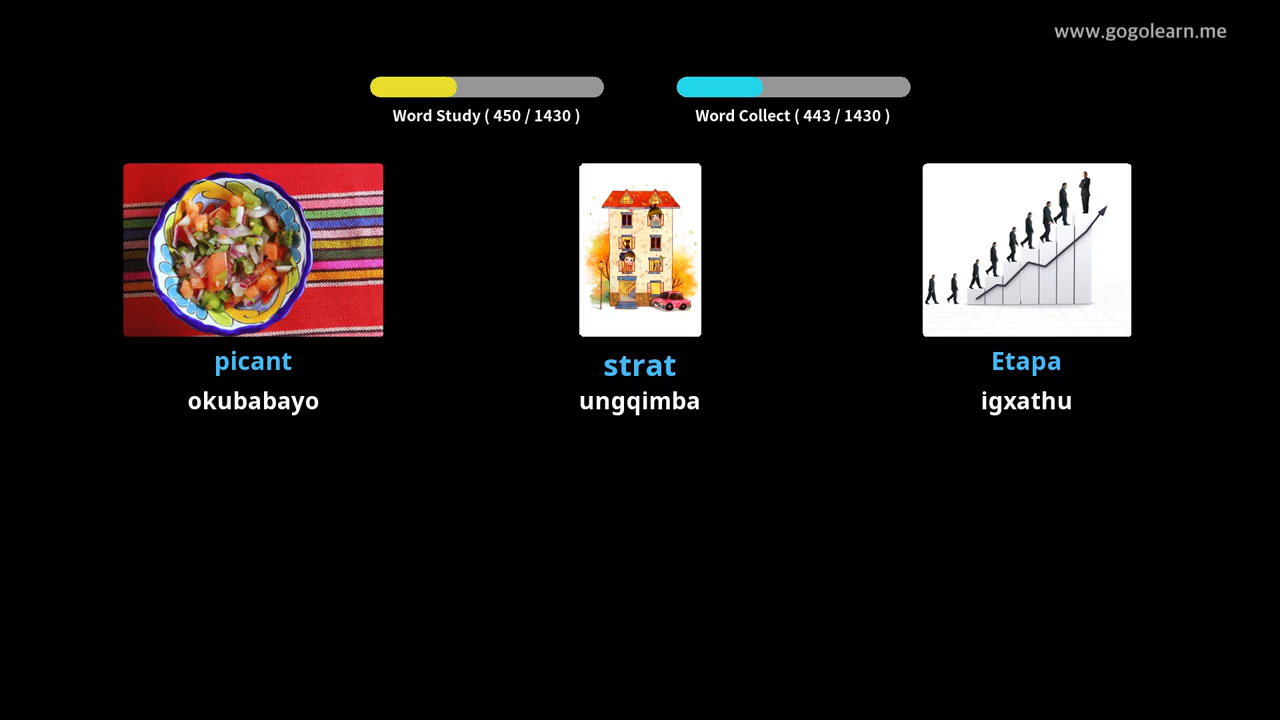 www.gogolearn.me
Word Study ( 450 / 1430 )
Word Collect ( 443 / 1430 )
picant
strat
Etapa
okubabayo
ungqimba
igxathu